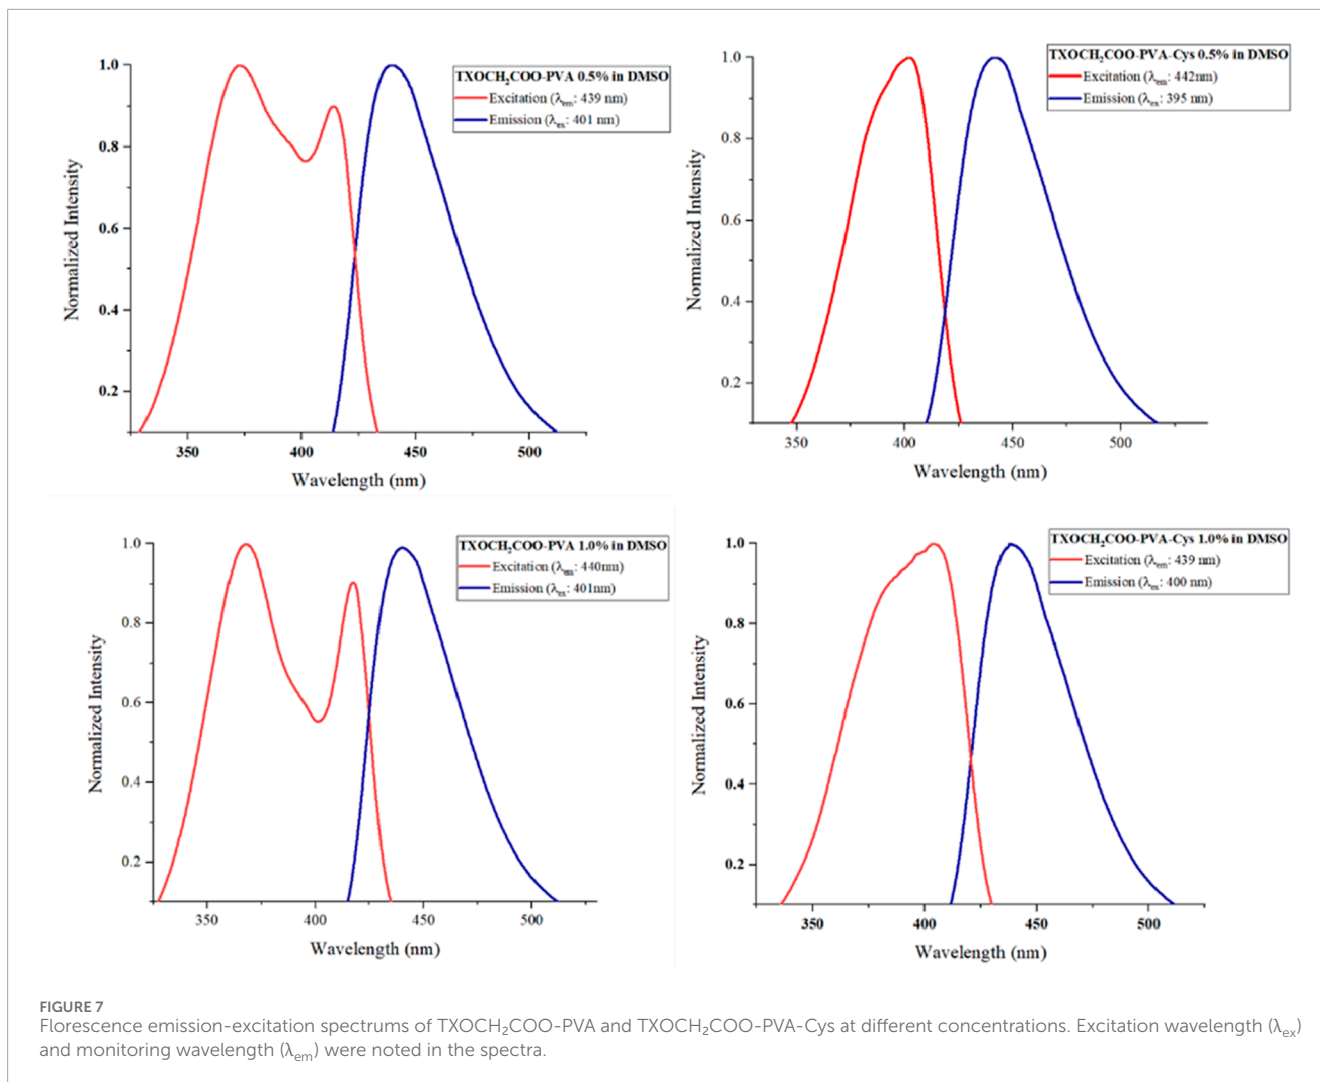 TXOCH₂COO-PVA 0.5% in DMSO
Excitation (λem: 439 nm)
Emission (λex: 401 nm)
Normalized Intensity
1.0
0.8
0.6
0.4
0.2
350
400
450
500
Wavelength (nm)
TXOCH₂COO-PVA-Cys 0.5% in DMSO
Excitation (λem: 442nm)
Emission (λex: 395 nm)
Normalized Intensity
1.0
0.8
0.6
0.4
0.2
350
400
450
500
Wavelength (nm)
TXOCH₂COO-PVA 1.0% in DMSO
Excitation (λem: 440nm)
Emission (λex: 401nm)
Normalized Intensity
1.0
0.8
0.6
0.4
0.2
350
400
450
500
Wavelength (nm)
TXOCH₂COO-PVA-Cys 1.0% in DMSO
Excitation (λem: 439 nm)
Emission (λex: 400 nm)
Normalized Intensity
1.0
0.8
0.6
0.4
0.2
350
400
450
500
Wavelength (nm)
FIGURE 7
Florescence emission-excitation spectrums of TXOCH₂COO-PVA and TXOCH₂COO-PVA-Cys at different concentrations. Excitation wavelength (λex)
and monitoring wavelength (λem) were noted in the spectra.